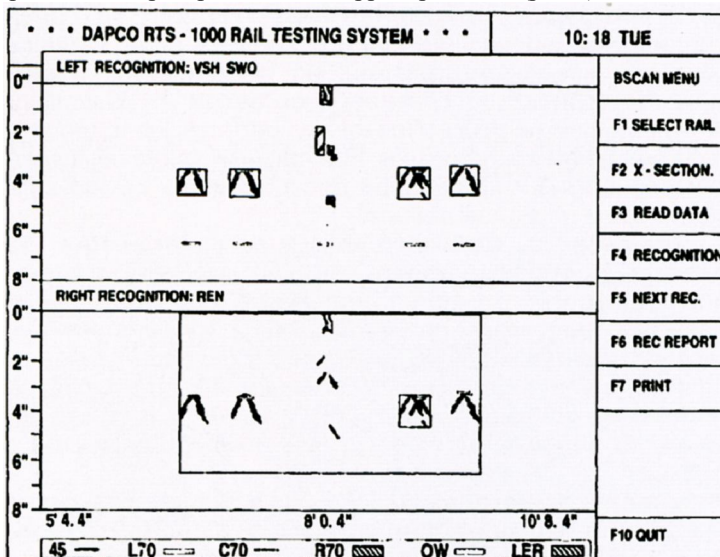 * * * DAPCO RTS - 1000 RAIL TESTING SYSTEM * * *
10: 18 TUE
LEFT RECOGNITION: VSH SWO
BSCAN MENU
0"
F1 SELECT RAIL
2"
F2 X - SECTION.
4"
F3 READ DATA
6"
F4 RECOGNITION
8"
RIGHT RECOGNITION: REN
F5 NEXT REC.
0"
F6 REC REPORT
2"
F7 PRINT
4"
6"
8"
5' 4. 4"
8' 0. 4"
10' 8. 4"
F10 QUIT
45
L70
C70
R70
OW
LER